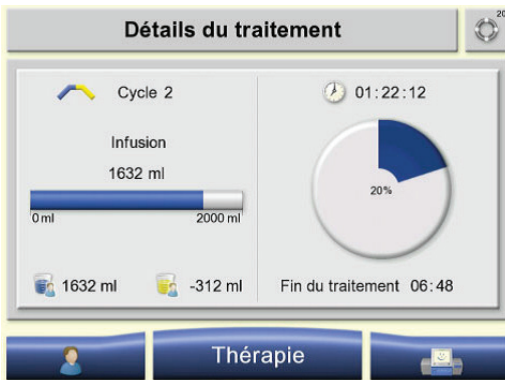 Détails du traitement
20
Cycle 2
Infusion
1632 ml
0 ml 2000 ml
1632 ml -312 ml
01:22:12
20%
Fin du traitement 06:48
Thérapie